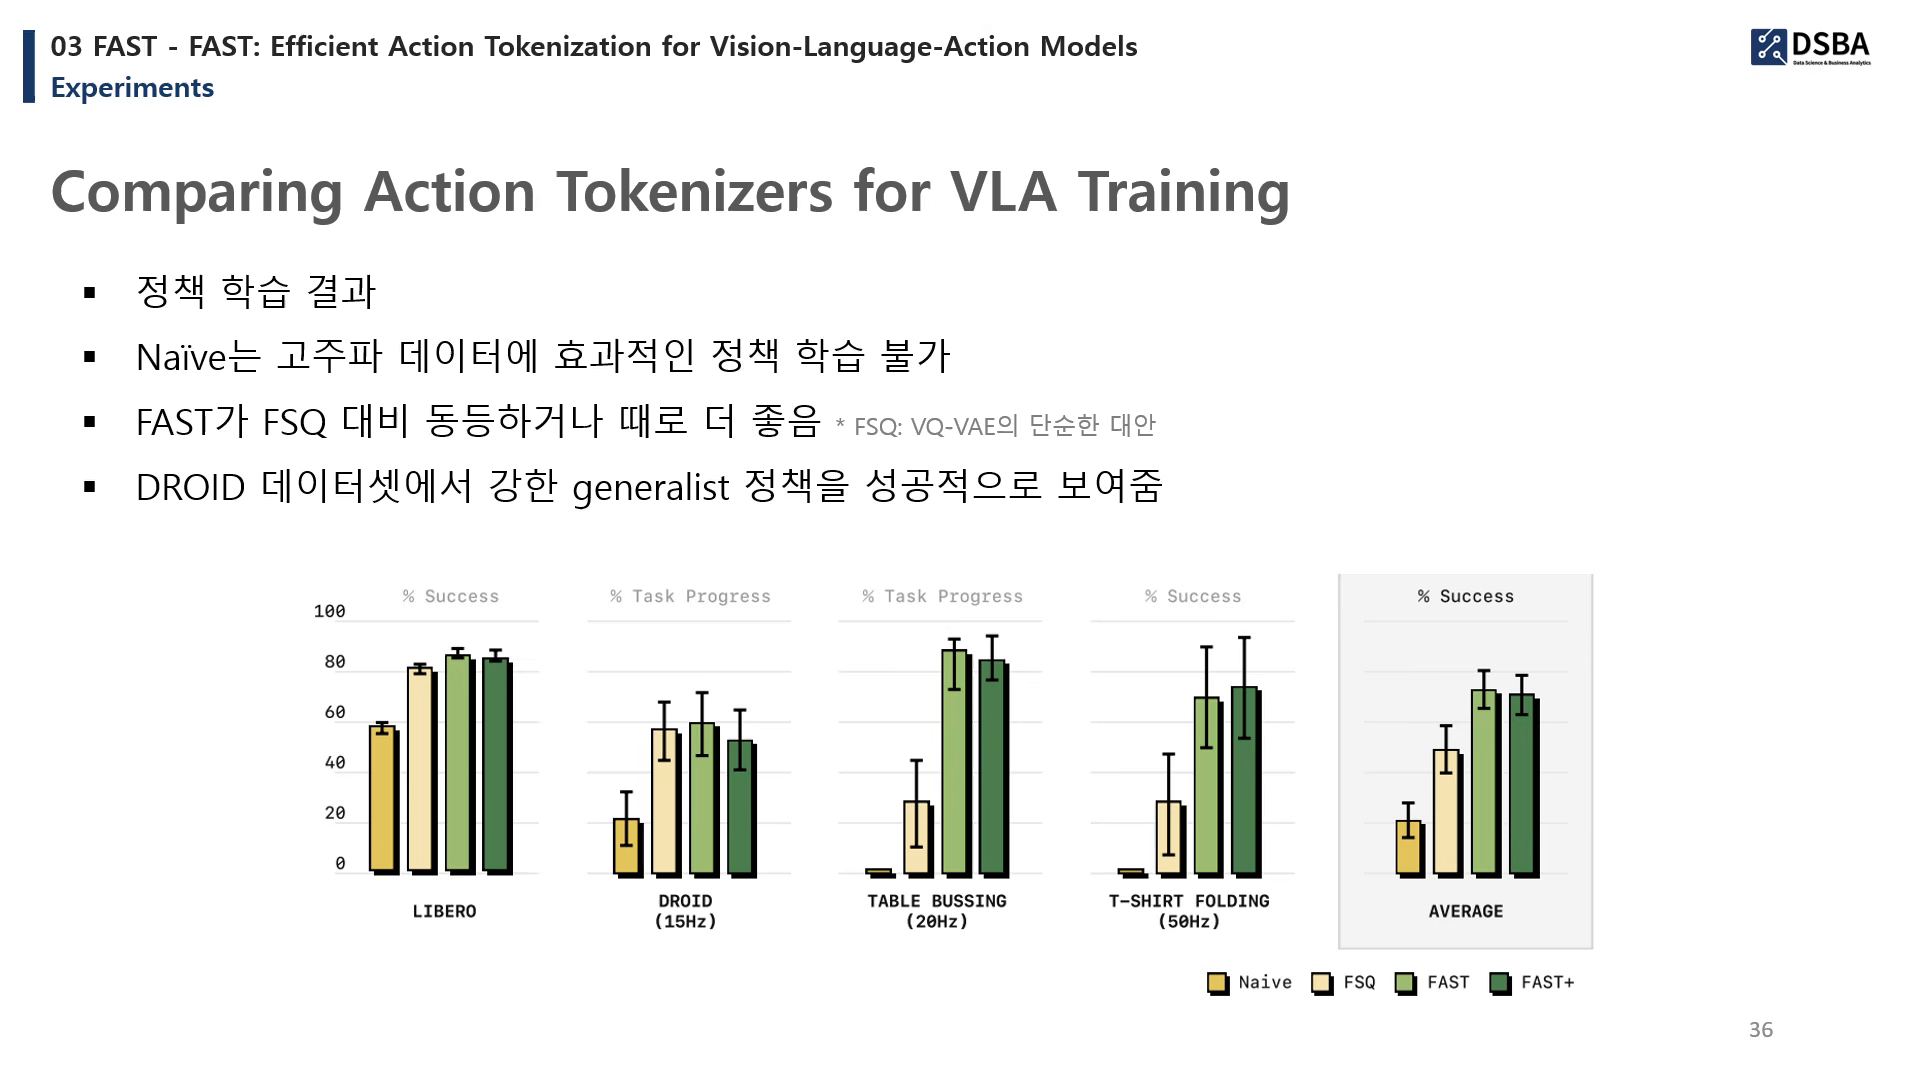 03 FAST - FAST: Efficient Action Tokenization for Vision-Language-Action Models
Experiments
DSBA
Data Science & Business Analytics
Comparing Action Tokenizers for VLA Training
▪ 정책 학습 결과
▪ Naïve는 고주파 데이터에 효과적인 정책 학습 불가
▪ FAST가 FSQ 대비 동등하거나 때로 더 좋음 * FSQ: VQ-VAE의 단순한 대안
▪ DROID 데이터셋에서 강한 generalist 정책을 성공적으로 보여줌
% Success % Task Progress % Task Progress % Success % Success
100
80
60
40
20
0
LIBERO
DROID
(15Hz)
TABLE BUSSING
(20Hz)
T-SHIRT FOLDING
(50Hz)
AVERAGE
Naive FSQ FAST FAST+
36